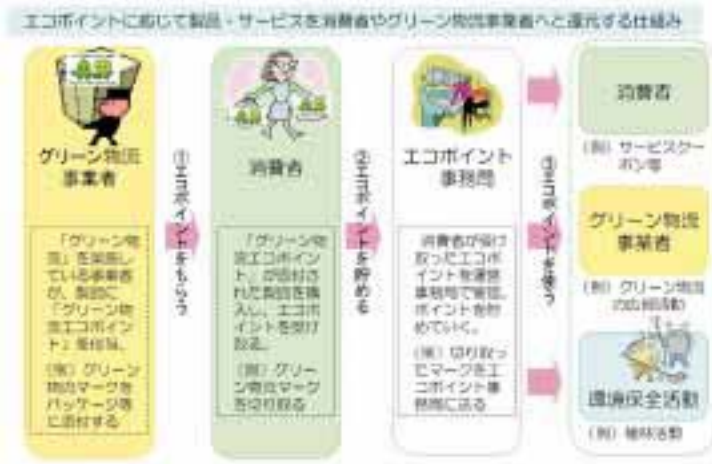 エコポイントに応じて製品・サービスを消費者やグリーン物流事業者へと還元する仕組み
グリーン物流
事業者
「グリーン物
流」を実施し
ている事業者
が、製品に
「グリーン物
流エコポイン
ト」を付与。
(例)グリーン
物流マークを
パッケージ等
に添付する
①エコポイントをもらう
消費者
「グリーン物
流エコポイン
ト」が添付さ
れた製品を購
入し、エコポ
イントを受け
取る。
(例)グリー
ン物流マーク
を切り取る
②エコポイントを貯める
エコポイント
事務局
消費者が受け
取ったエコポ
イントを運営
事務局で管理。
ポイントを貯
めていく。
(例)切り取っ
たマークをエ
コポイント事
務局に送る
③エコポイントを使う
消費者
(例)サービスクー
ポン等
グリーン物流
事業者
(例)グリーン物流
の広報活動
環境保全活動
(例)植林活動